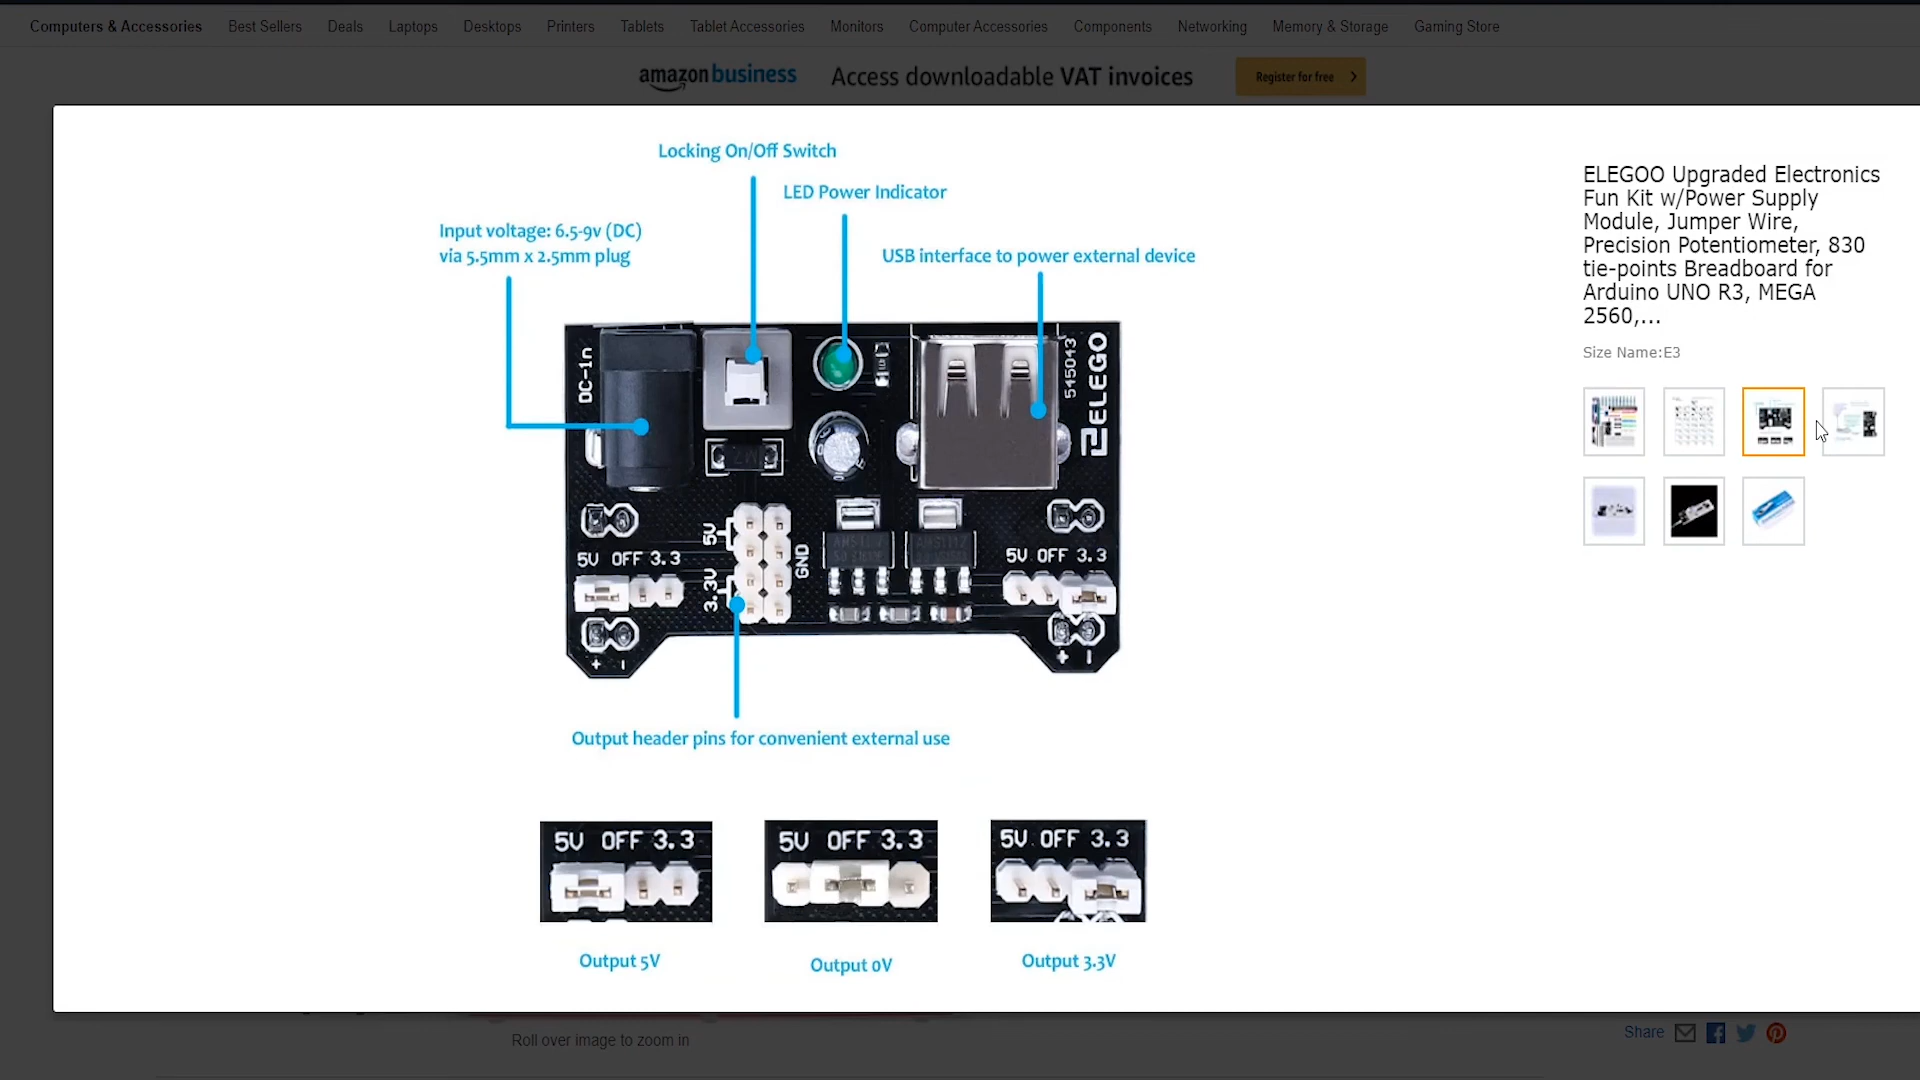 Computers & Accessories Best Sellers Deals Laptops Desktops Printers Tablets Tablet Accessories Monitors Computer Accessories Components Networking Memory & Storage Gaming Store
amazon business Access downloadable VAT invoices Register for free
Locking On/Off Switch
LED Power Indicator
Input voltage: 6.5-9v (DC)
via 5.5mm x 2.5mm plug
USB interface to power external device
DC-in
545043
ELEGO
5V
GND
3.3V
5V OFF 3.3
5V OFF 3.3
+ -
+ -
Output header pins for convenient external use
5V OFF 3.3
5V OFF 3.3
5V OFF 3.3
Output 5V
Output 0V
Output 3.3V
ELEGOO Upgraded Electronics
Fun Kit w/Power Supply
Module, Jumper Wire,
Precision Potentiometer, 830
tie-points Breadboard for
Arduino UNO R3, MEGA
2560,...
Size Name:E3
Roll over image to zoom in
Share